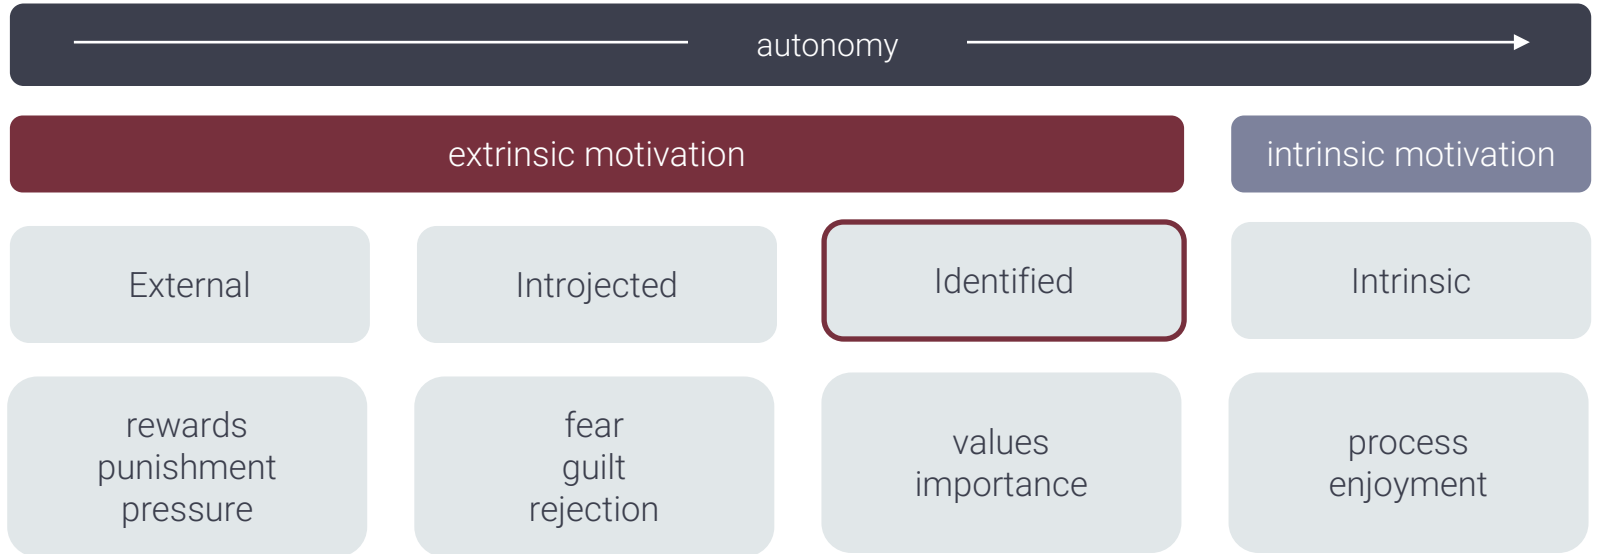 autonomy
extrinsic motivation
intrinsic motivation
External
Introjected
Identified
Intrinsic
rewards
punishment
pressure
fear
guilt
rejection
values
importance
process
enjoyment